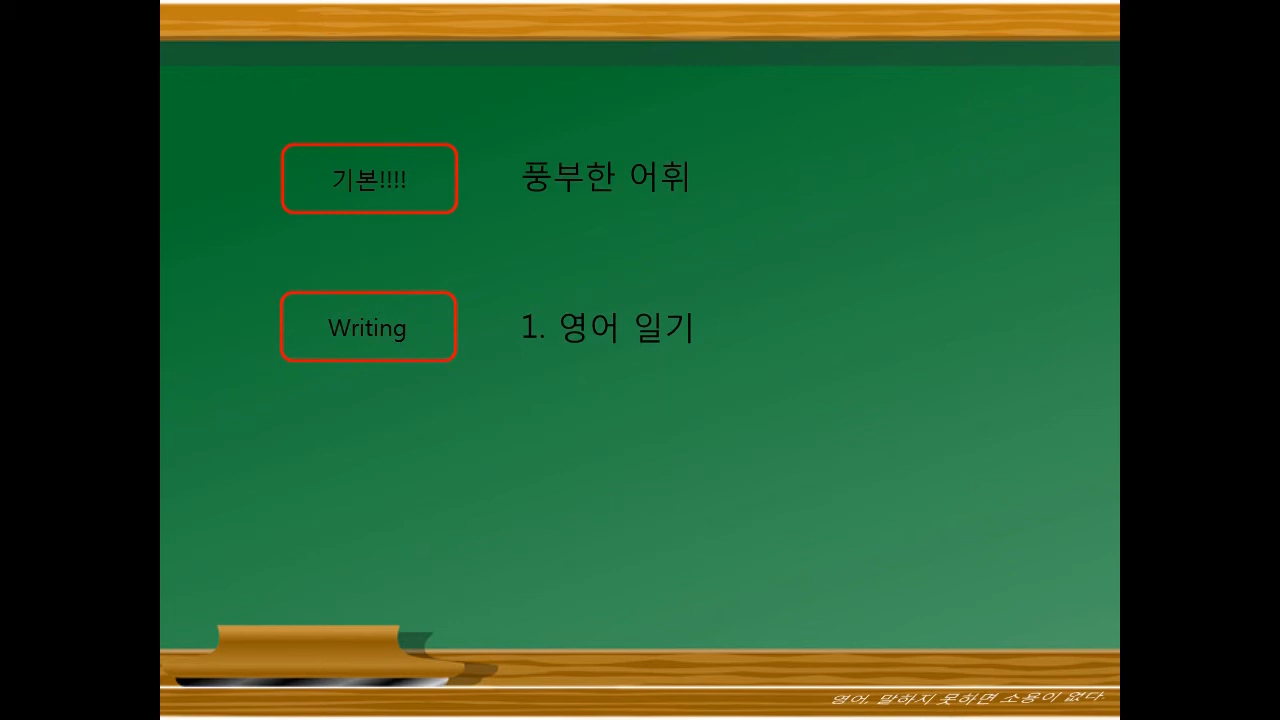 기본!!!! 풍부한 어휘
Writing 1. 영어 일기
영어, 말하지 못하면 소용이 없다